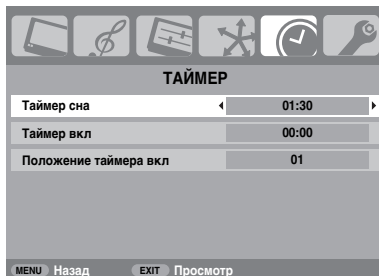 ТАЙМЕР
Таймер сна 01:30
Таймер вкл 00:00
Положение таймера вкл 01
MENU Назад EXIT Просмотр